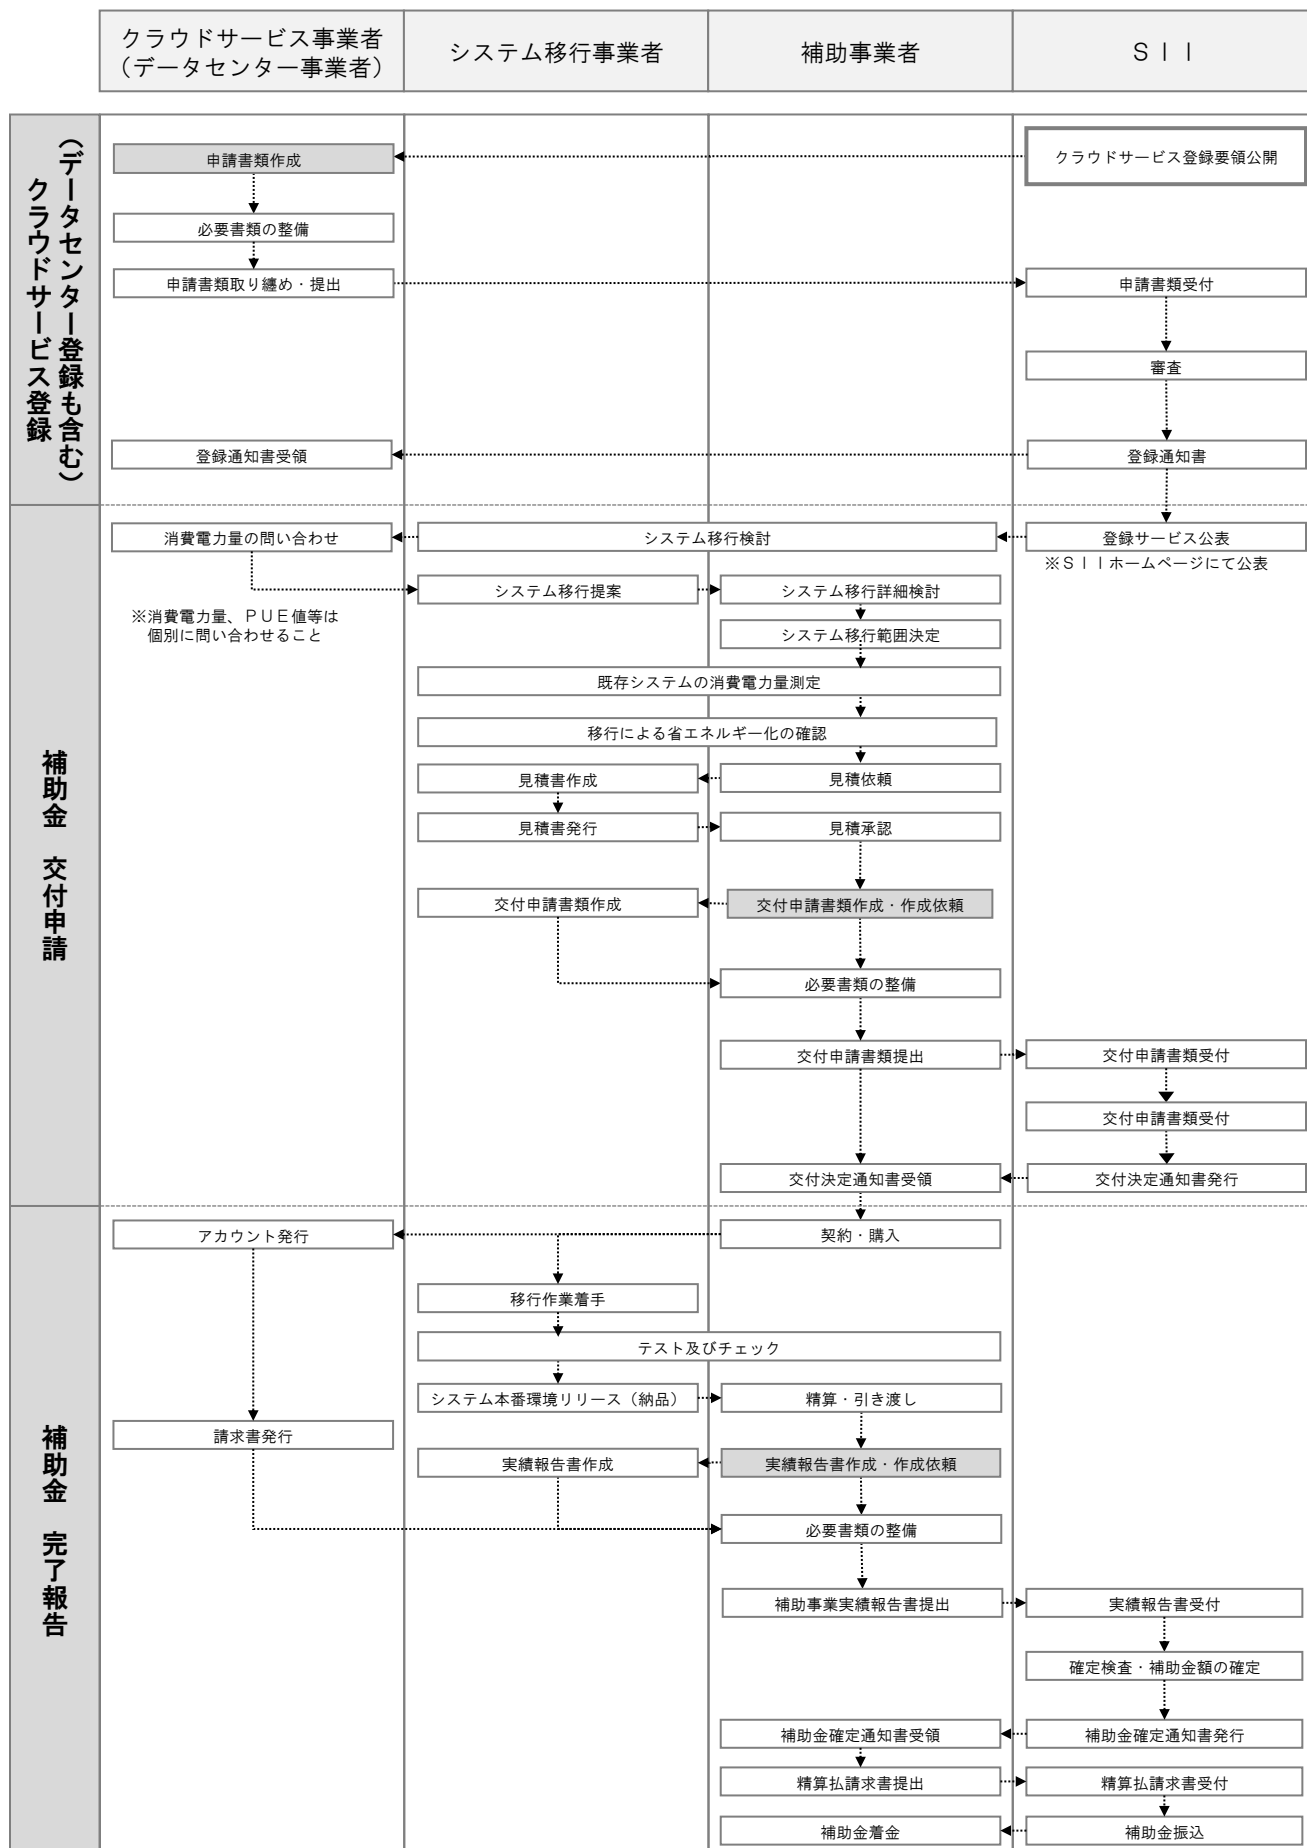 クラウドサービス事業者
（データセンター事業者）
システム移行事業者
補助事業者
ＳＩＩ
クラウドサービス登録
（データセンター登録も含む）
申請書類作成
クラウドサービス登録要領公開
必要書類の整備
申請書類取り纏め・提出
申請書類受付
審査
登録通知書受領
登録通知書
補助金　交付申請
消費電力量の問い合わせ
システム移行検討
登録サービス公表
※ＳＩＩホームページにて公表
システム移行提案
システム移行詳細検討
※消費電力量、ＰＵＥ値等は
個別に問い合わせること
システム移行範囲決定
既存システムの消費電力量測定
移行による省エネルギー化の確認
見積書作成
見積依頼
見積書発行
見積承認
交付申請書類作成
交付申請書類作成・作成依頼
必要書類の整備
交付申請書類提出
交付申請書類受付
交付申請書類受付
交付決定通知書受領
交付決定通知書発行
補助金　完了報告
アカウント発行
契約・購入
移行作業着手
テスト及びチェック
システム本番環境リリース（納品）
精算・引き渡し
請求書発行
実績報告書作成
実績報告書作成・作成依頼
必要書類の整備
補助事業実績報告書提出
実績報告書受付
確定検査・補助金額の確定
補助金確定通知書受領
補助金確定通知書発行
精算払請求書提出
精算払請求書受付
補助金着金
補助金振込